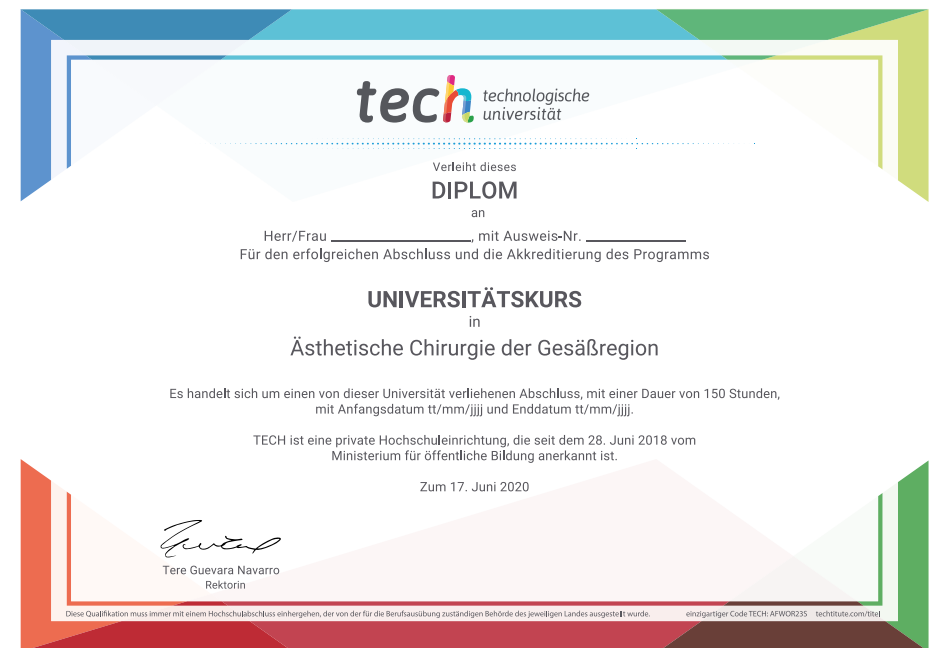 tech technologische
universität
Verleiht dieses
DIPLOM
an
Herr/Frau ____________________, mit Ausweis-Nr. ______________
Für den erfolgreichen Abschluss und die Akkreditierung des Programms
UNIVERSITÄTSKURS
in
Ästhetische Chirurgie der Gesäßregion
Es handelt sich um einen von dieser Universität verliehenen Abschluss, mit einer Dauer von 150 Stunden,
mit Anfangsdatum tt/mm/jjjj und Enddatum tt/mm/jjjj.
TECH ist eine private Hochschuleinrichtung, die seit dem 28. Juni 2018 vom
Ministerium für öffentliche Bildung anerkannt ist.
Zum 17. Juni 2020
Tere Guevara Navarro
Rektorin
Diese Qualifikation muss immer mit einem Hochschulabschluss einhergehen, der von der für die Berufsausübung zuständigen Behörde des jeweiligen Landes ausgestellt wurde. einzigartiger Code TECH: AFWOR23S techtitute.com/titel